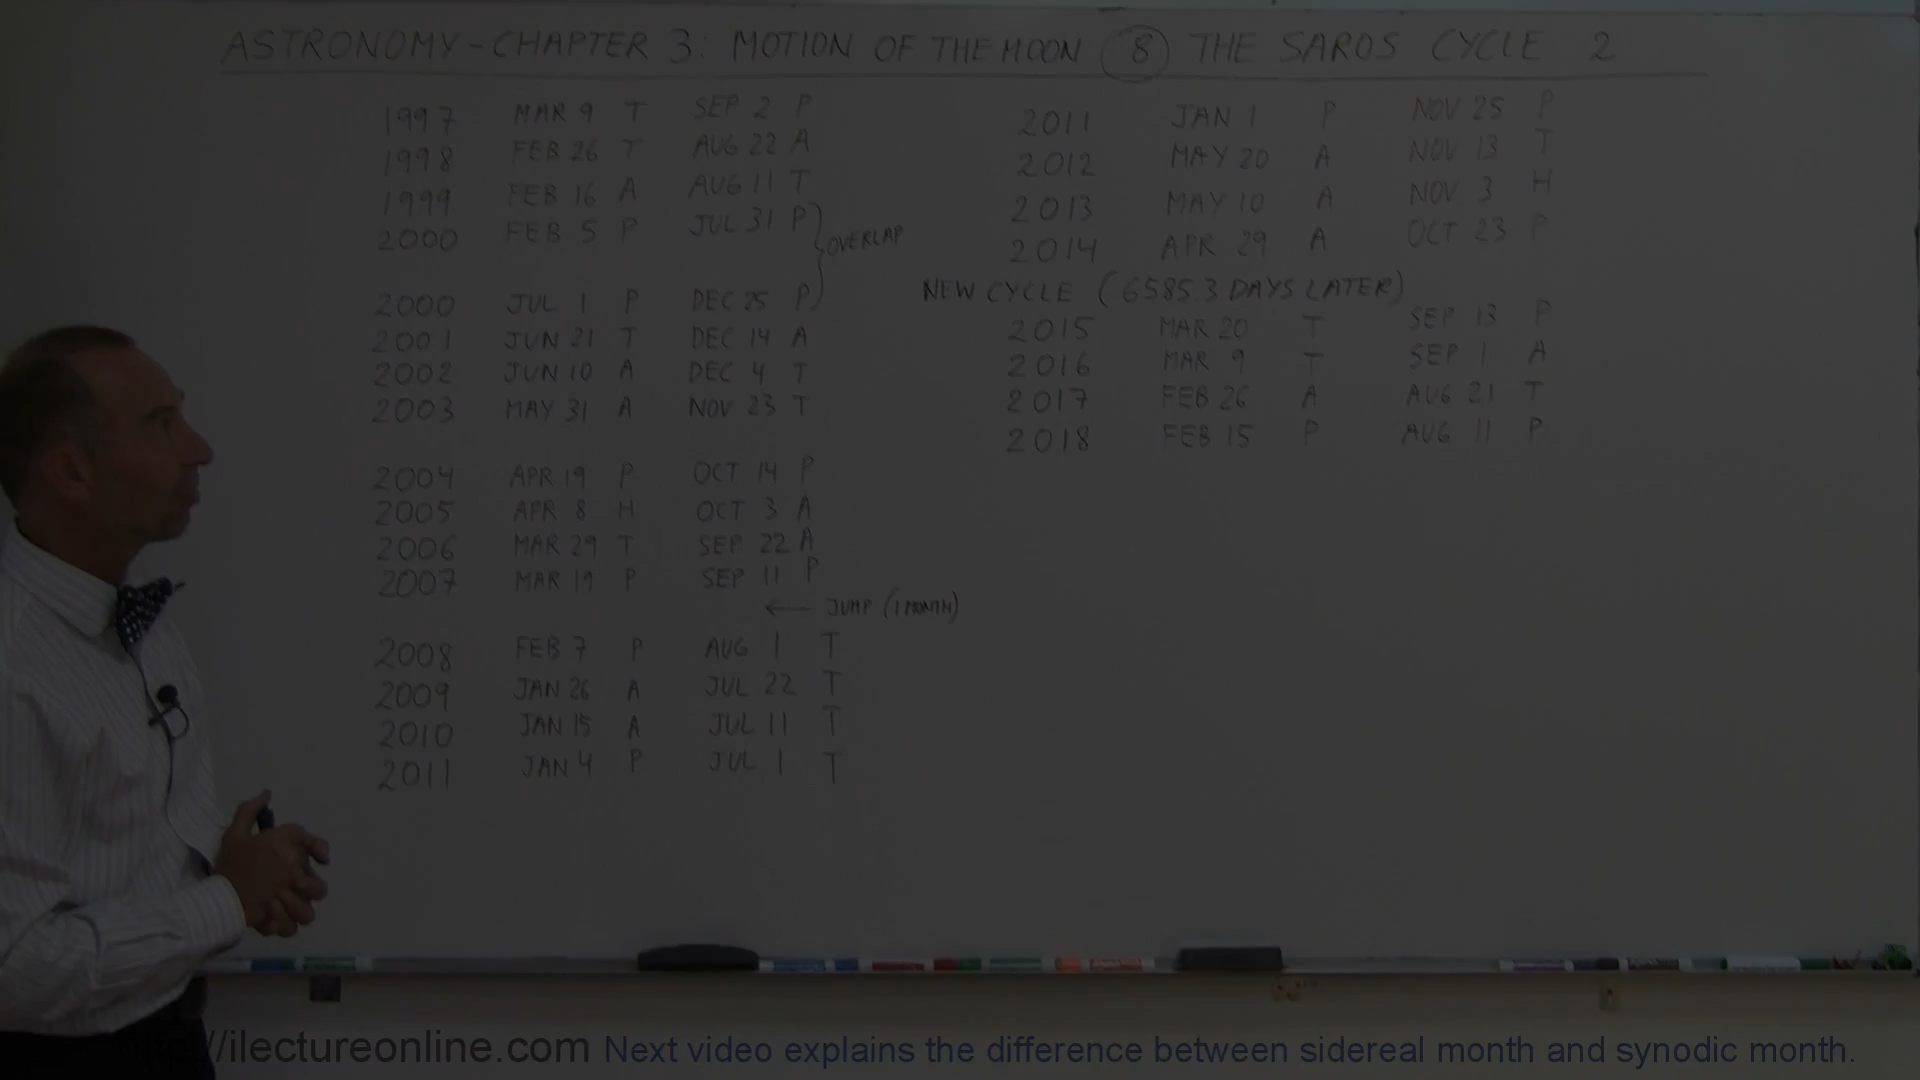 ASTRONOMY - CHAPTER 3: MOTION OF THE MOON 8 THE SAROS CYCLE 2
1997 MAR 9 T SEP 2 P
1998 FEB 26 T AUG 22 A
1999 FEB 16 A AUG 11 T
2000 FEB 5 P JUL 31 P
OVERLAP
2000 JUL 1 P DEC 25 P
2001 JUN 21 T DEC 14 A
2002 JUN 10 A DEC 4 T
2003 MAY 31 A NOV 23 T
2004 APR 19 P OCT 14 P
2005 APR 8 H OCT 3 A
2006 MAR 29 T SEP 22 A
2007 MAR 19 P SEP 11 P
← JUMP (1 MONTH)
2008 FEB 7 P AUG 1 T
2009 JAN 26 A JUL 22 T
2010 JAN 15 A JUL 11 T
2011 JAN 4 P JUL 1 T
2011 JAN 1 P NOV 25 P
2012 MAY 20 A NOV 13 T
2013 MAY 10 A NOV 3 H
2014 APR 29 A OCT 23 P
NEW CYCLE (6585.3 DAYS LATER)
2015 MAR 20 T SEP 13 P
2016 MAR 9 T SEP 1 A
2017 FEB 26 A AUG 21 T
2018 FEB 15 P AUG 11 P
http://ilectureonline.com Next video explains the difference between sidereal month and synodic month.